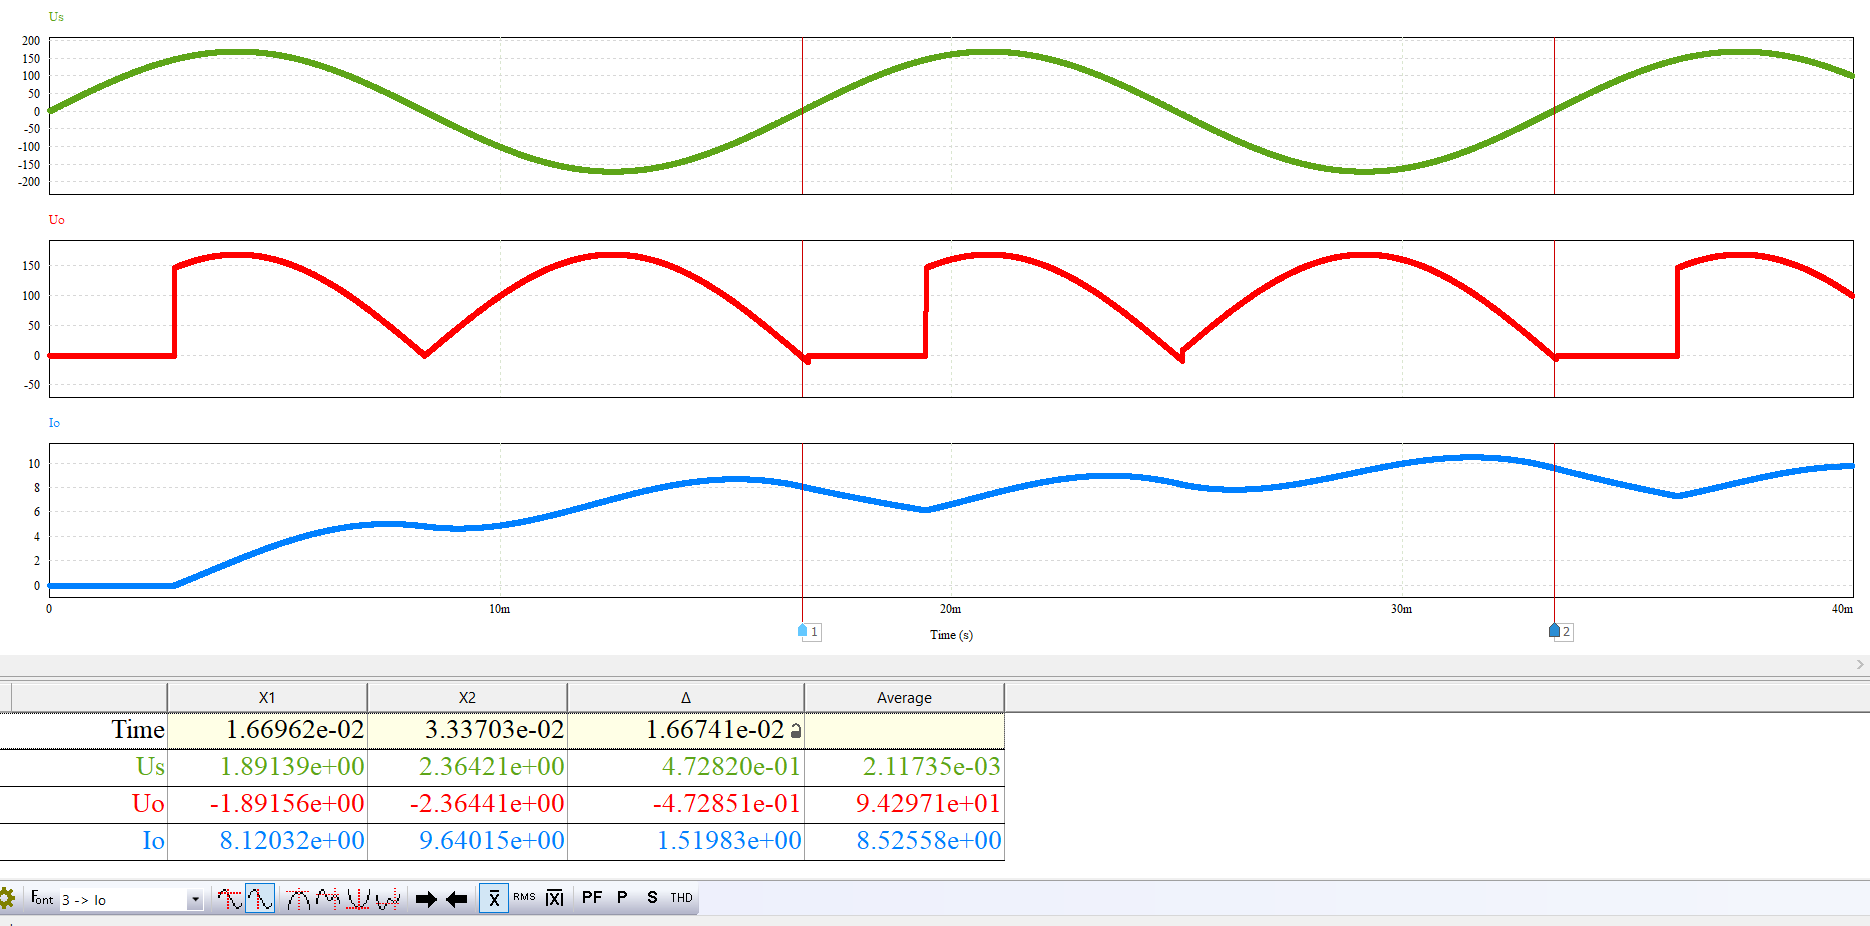 Us
200
150
100
50
0
-50
-100
-150
-200
Uo
150
100
50
0
-50
Io
10
8
6
4
2
0
0 10m 20m 30m 40m
Time (s)
1 2
X1 X2 Δ Average
Time 1.66962e-02 3.33703e-02 1.66741e-02
Us 1.89139e+00 2.36421e+00 4.72820e-01 2.11735e-03
Uo -1.89156e+00 -2.36441e+00 -4.72851e-01 9.42971e+01
Io 8.12032e+00 9.64015e+00 1.51983e+00 8.52558e+00
Font 3 -> Io X RMS |X| PF P S THD